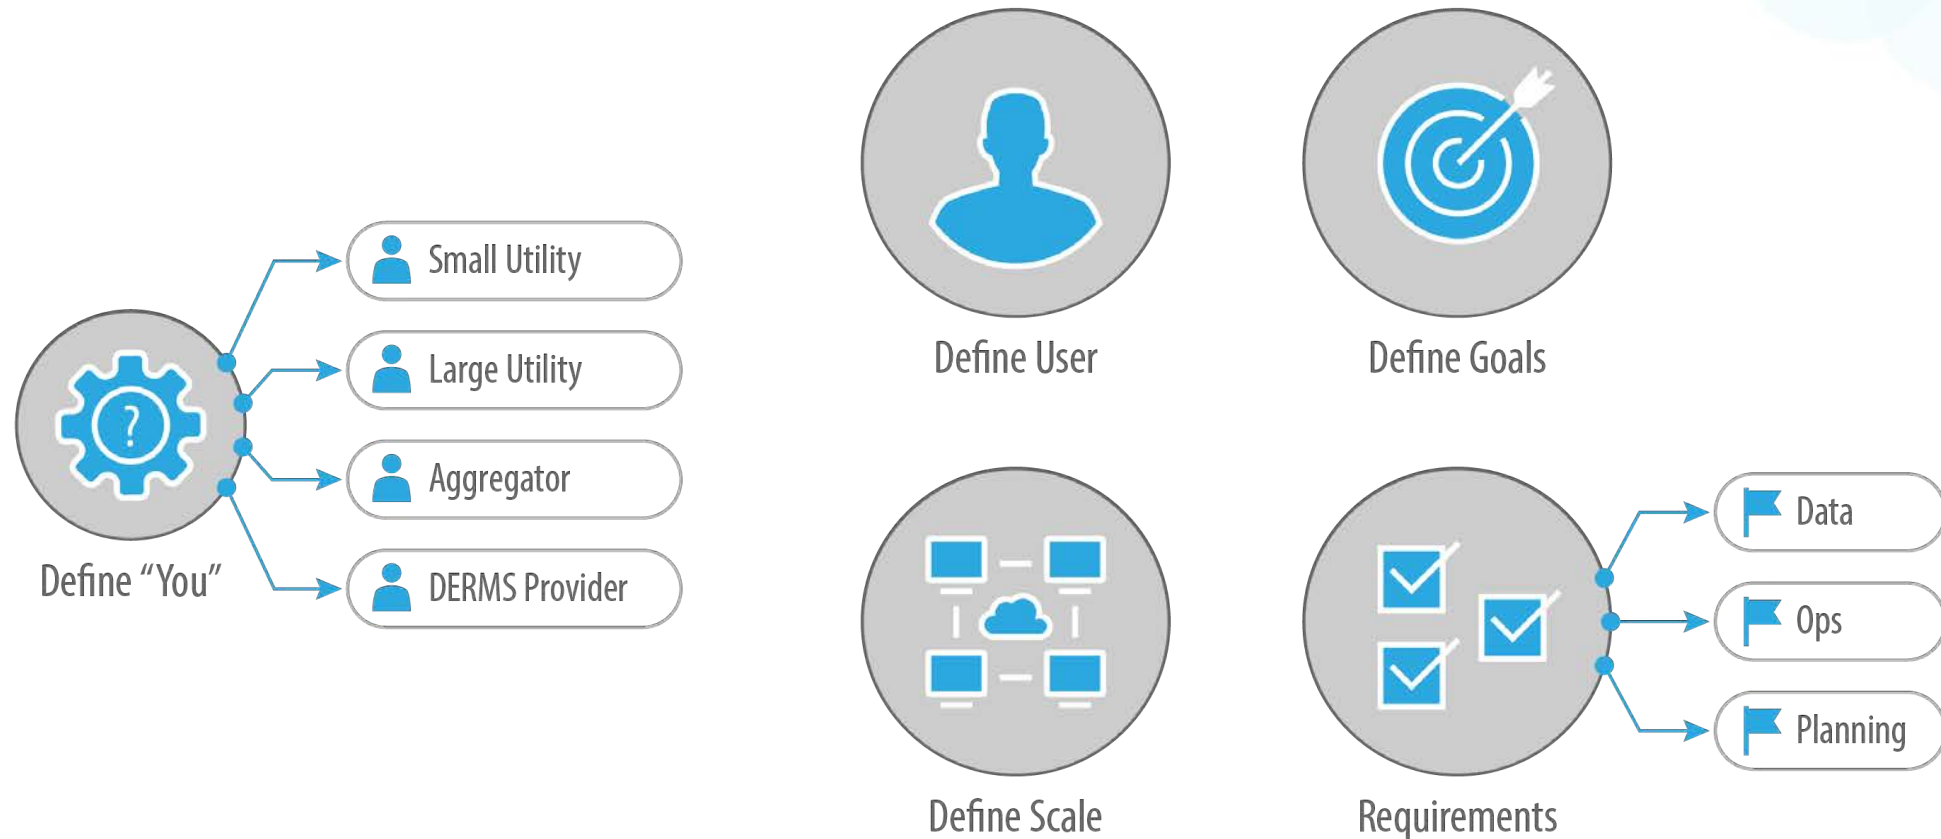 Small Utility
Large Utility
?
Aggregator
DERMS Provider
Define “You”
Define User
Define Goals
Define Scale
Requirements
Data
Ops
Planning